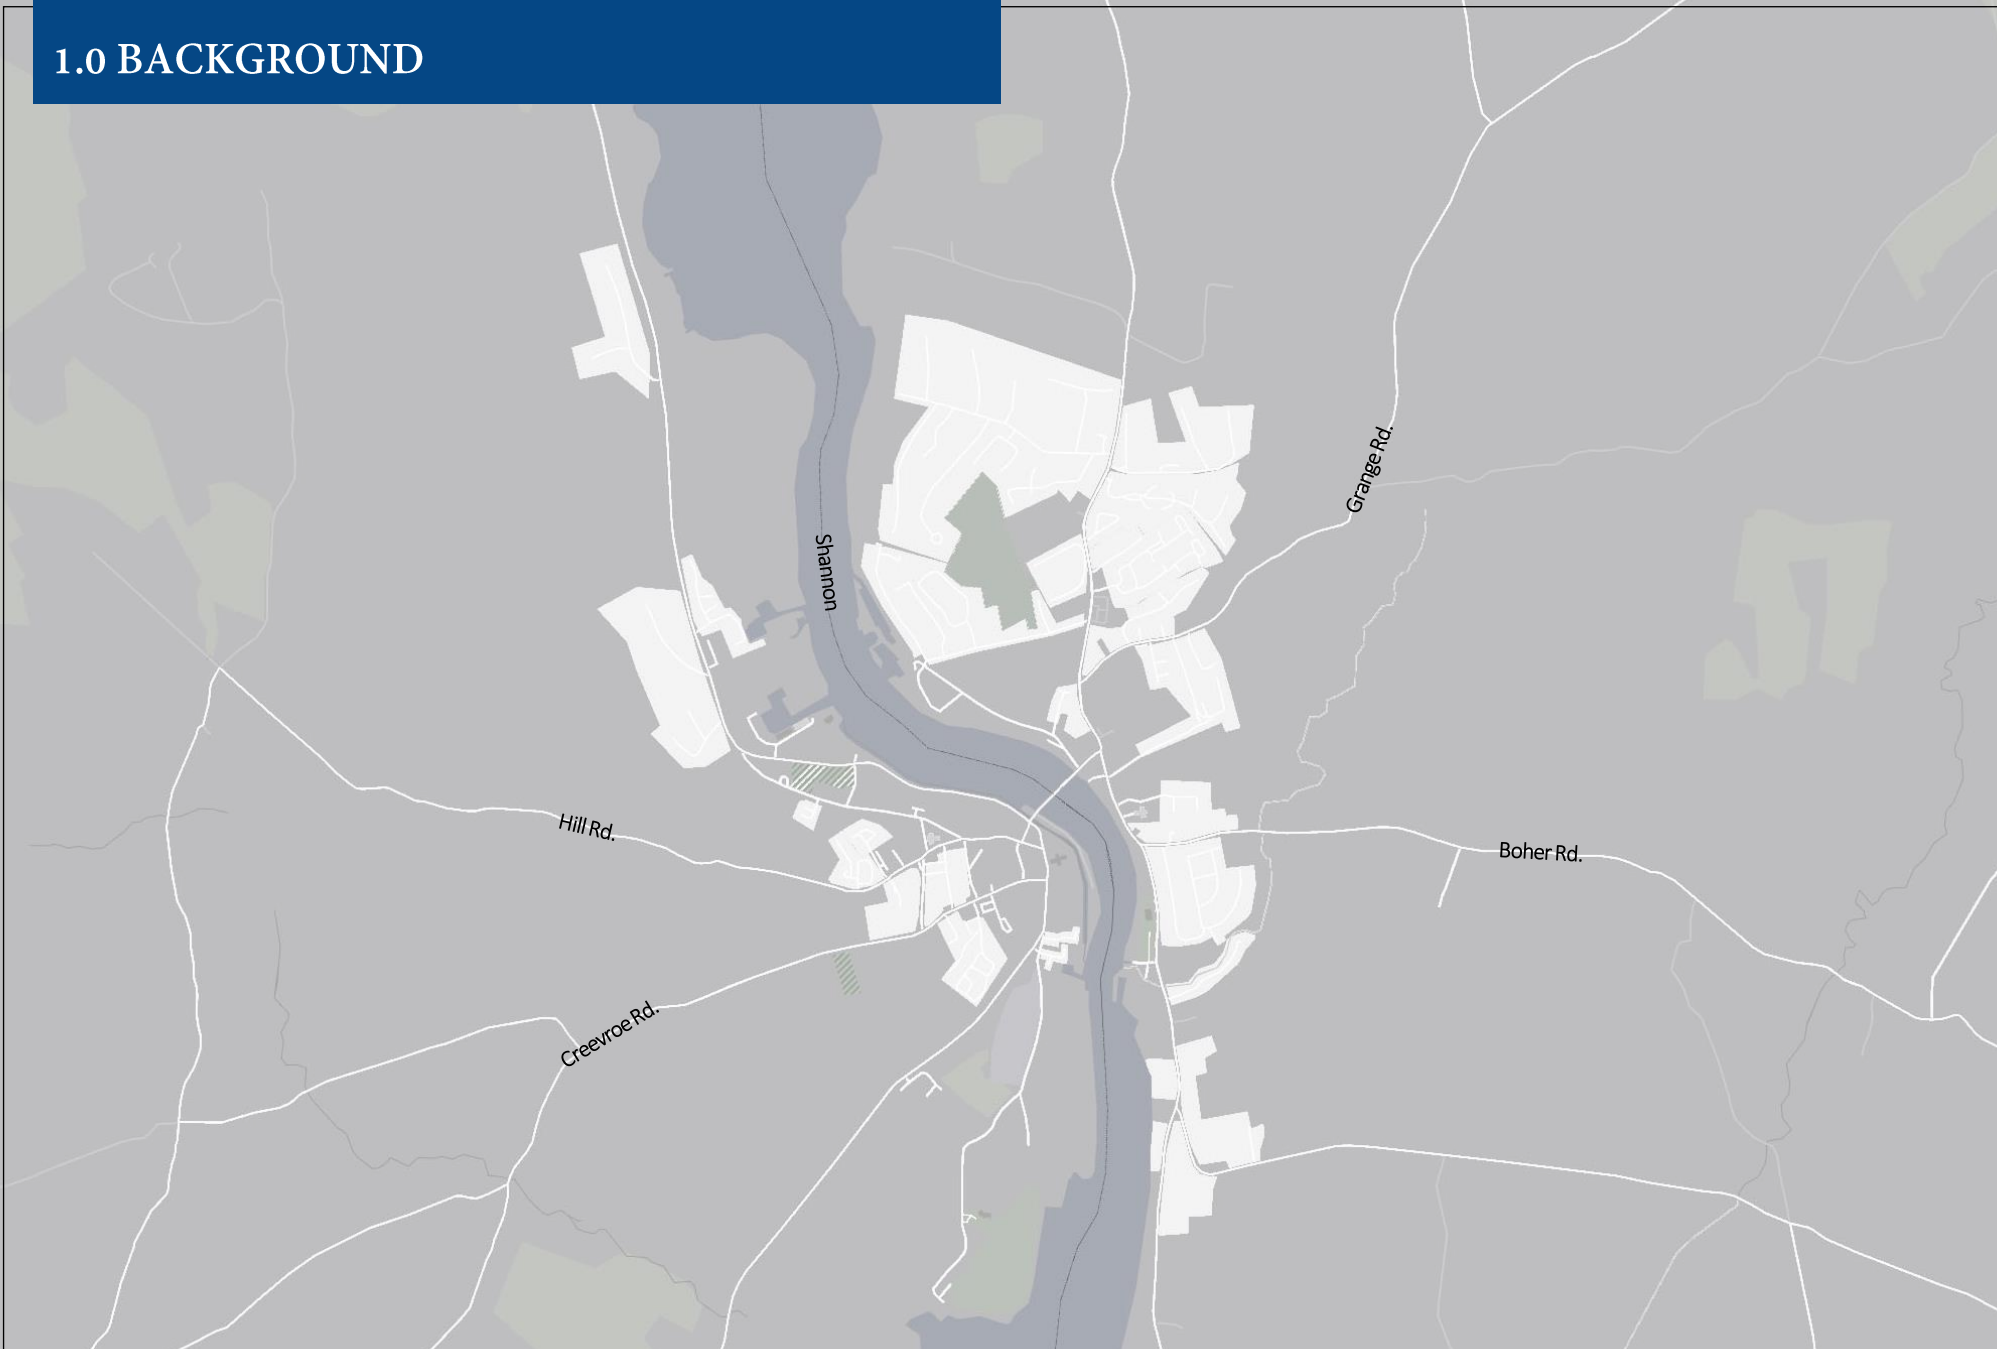 1.0 BACKGROUND
Grange Rd.
Shannon
Hill Rd.
Boher Rd.
Creevroe Rd.